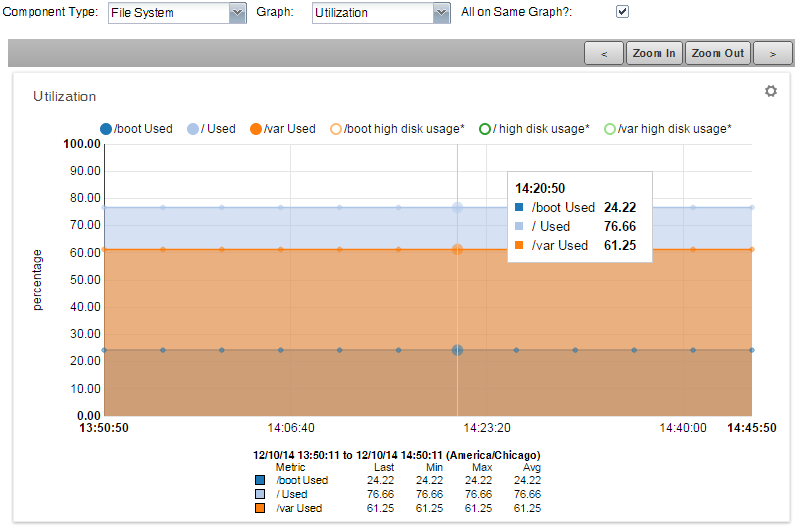 Component Type: File System Graph: Utilization All on Same Graph?:
< Zoom In Zoom Out >
Utilization
/boot Used / Used /var Used /boot high disk usage* / high disk usage* /var high disk usage*
100.00
90.00
80.00
70.00
60.00
50.00
40.00
30.00
20.00
10.00
0.00
percentage
14:20:50
/boot Used 24.22
/ Used 76.66
/var Used 61.25
13:50:50 14:06:40 14:23:20 14:40:00 14:45:50
12/10/14 13:50:11 to 12/10/14 14:50:11 (America/Chicago)
Metric Last Min Max Avg
/boot Used 24.22 24.22 24.22 24.22
/ Used 76.66 76.66 76.66 76.66
/var Used 61.25 61.25 61.25 61.25